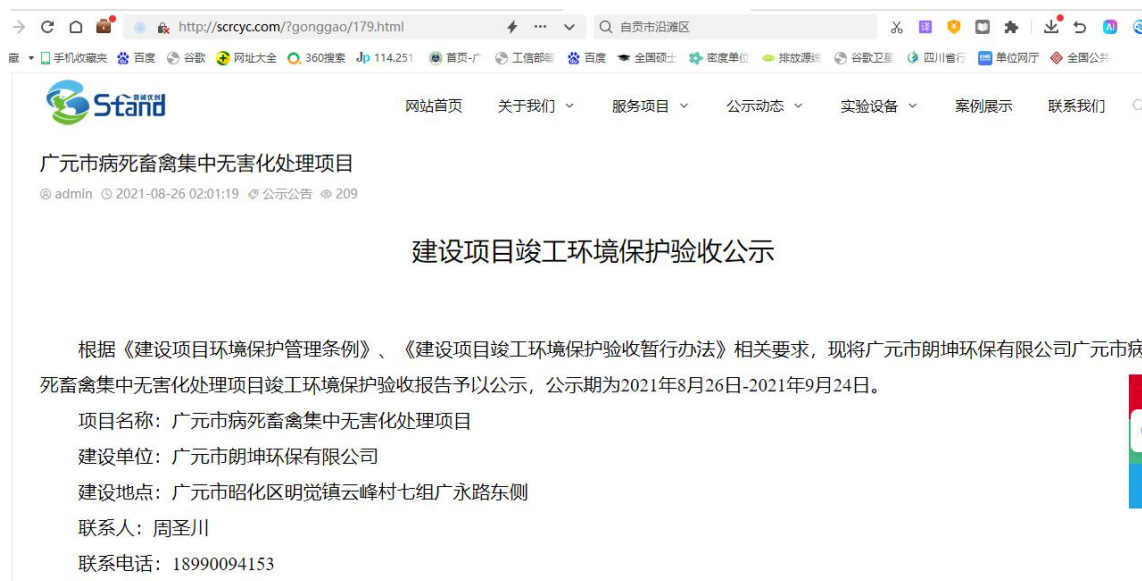 http://scrcyc.com/?gonggao/179.html
自贡市沿滩区
藏 手机收藏夹 百度 谷歌 网址大全 360搜索 114.251. 首页-广 工信部等 百度 全国硕士 密度单位 排放源统 谷歌卫星 四川省行 单位网厅 全国公共
Stand 网站首页 关于我们 服务项目 公示动态 实验设备 案例展示 联系我们
广元市病死畜禽集中无害化处理项目
admin 2021-08-26 02:01:19 公示公告 209
建设项目竣工环境保护验收公示
根据《建设项目环境保护管理条例》、《建设项目竣工环境保护验收暂行办法》相关要求，现将广元市朗坤环保有限公司广元市病
死畜禽集中无害化处理项目竣工环境保护验收报告予以公示，公示期为2021年8月26日-2021年9月24日。
项目名称：广元市病死畜禽集中无害化处理项目
建设单位：广元市朗坤环保有限公司
建设地点：广元市昭化区明觉镇云峰村七组广永路东侧
联系人：周圣川
联系电话：18990094153